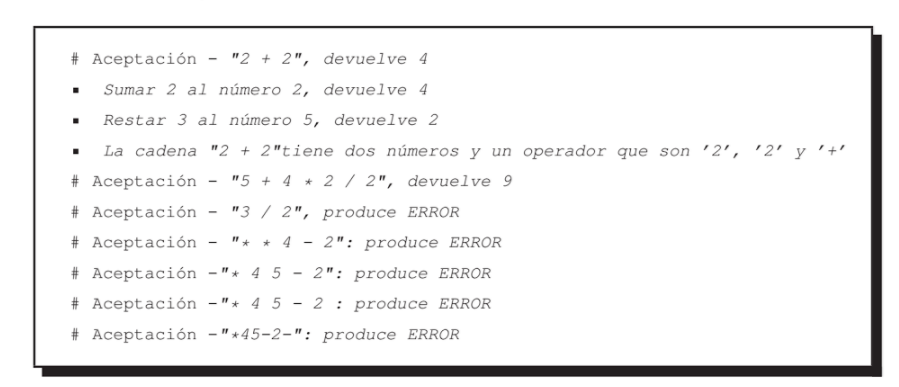 # Aceptación - "2 + 2", devuelve 4
▪ Sumar 2 al número 2, devuelve 4
▪ Restar 3 al número 5, devuelve 2
▪ La cadena "2 + 2"tiene dos números y un operador que son ’2’, ’2’ y ’+’
# Aceptación - "5 + 4 * 2 / 2", devuelve 9
# Aceptación - "3 / 2", produce ERROR
# Aceptación - "* * 4 - 2": produce ERROR
# Aceptación -"* 4 5 - 2": produce ERROR
# Aceptación -"* 4 5 - 2 : produce ERROR
# Aceptación -"*45-2-": produce ERROR